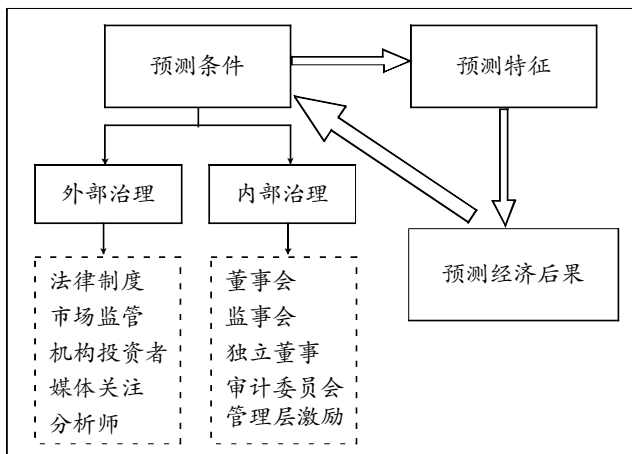 预测条件
预测特征
外部治理
内部治理
预测经济后果
法律制度
市场监管
机构投资者
媒体关注
分析师
董事会
监事会
独立董事
审计委员会
管理层激励